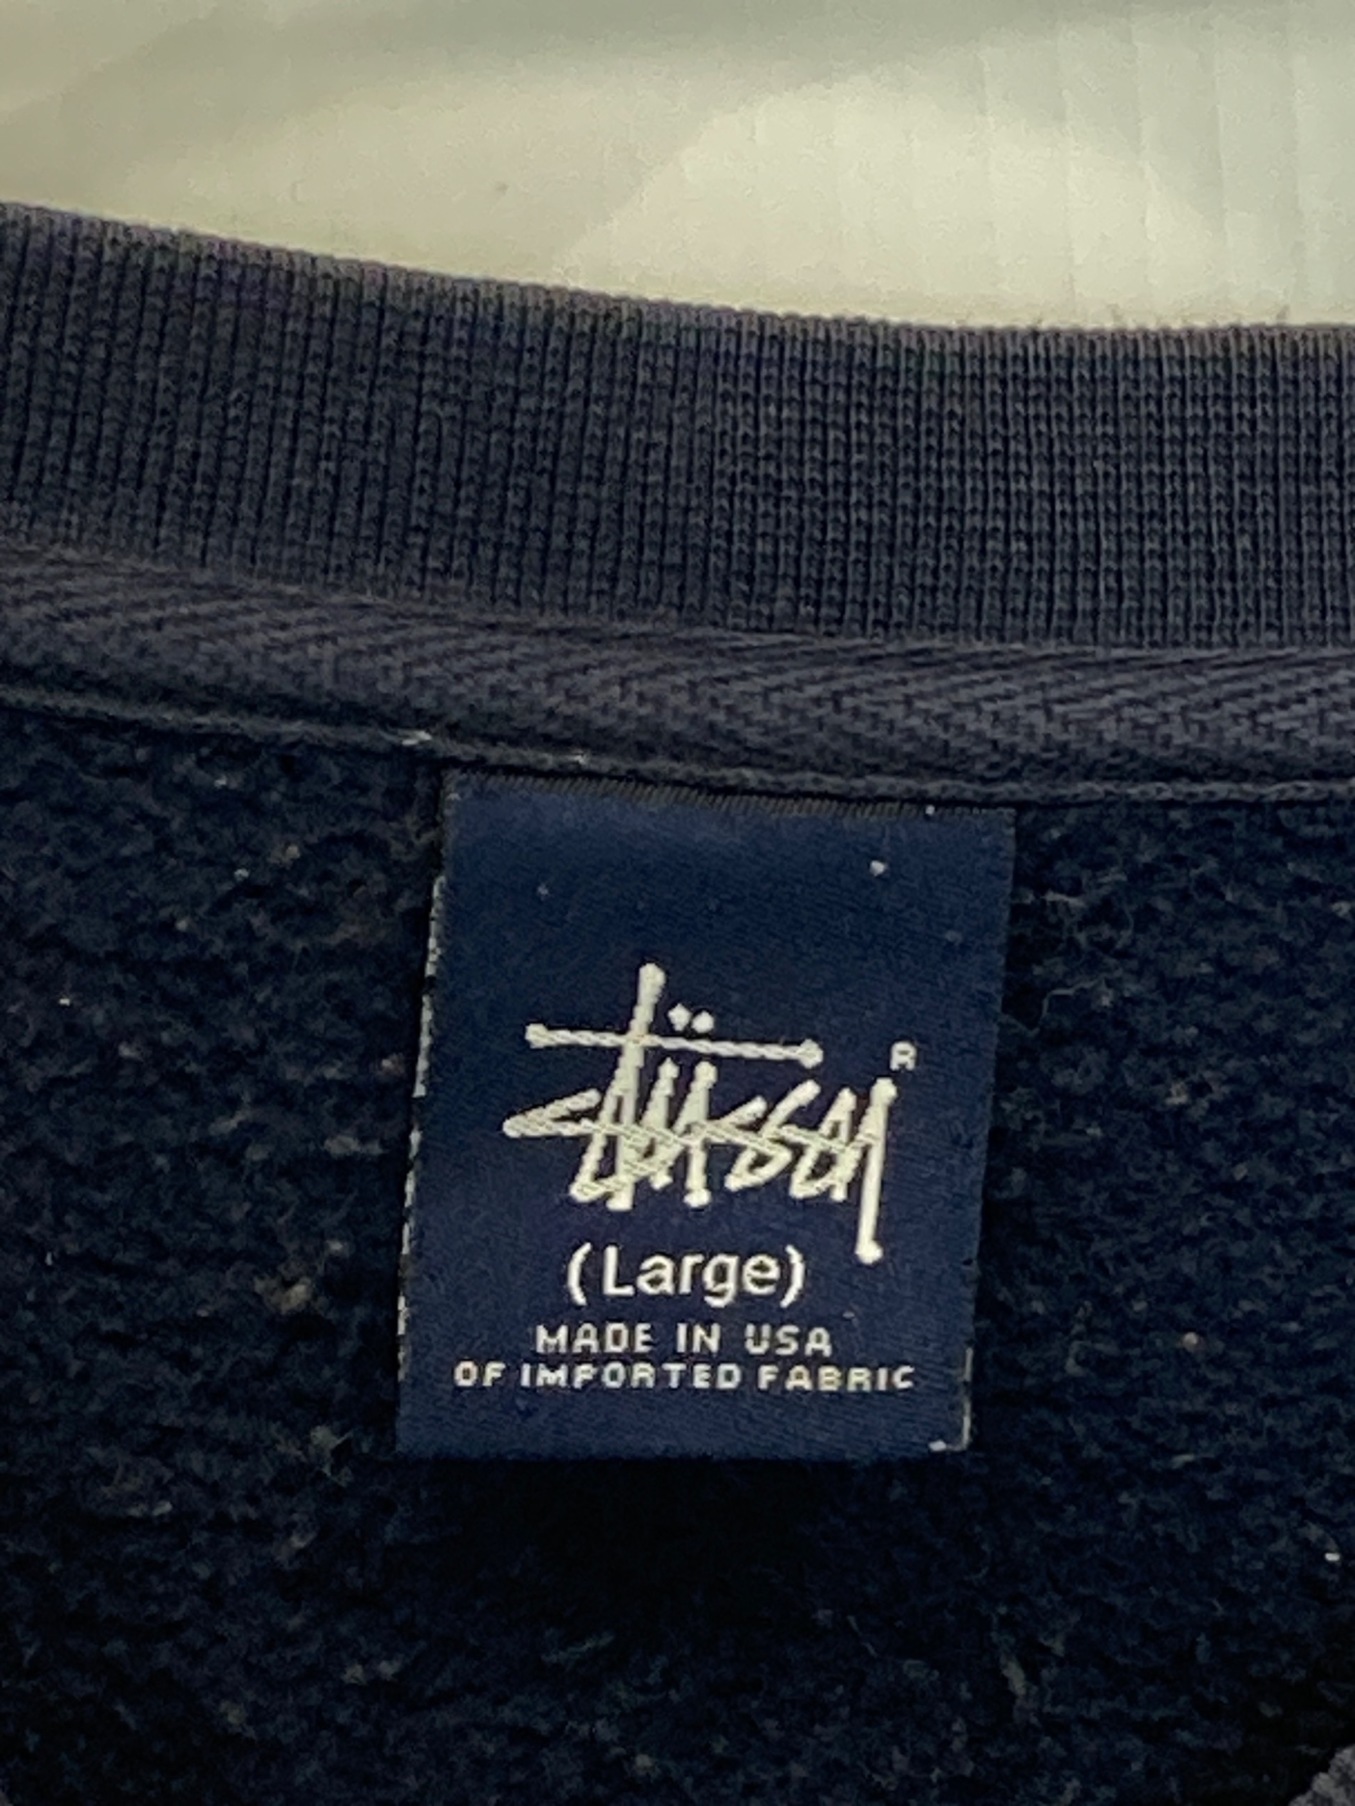 Stüssy ®
(Large)
MADE IN USA
OF IMPORTED FABRIC